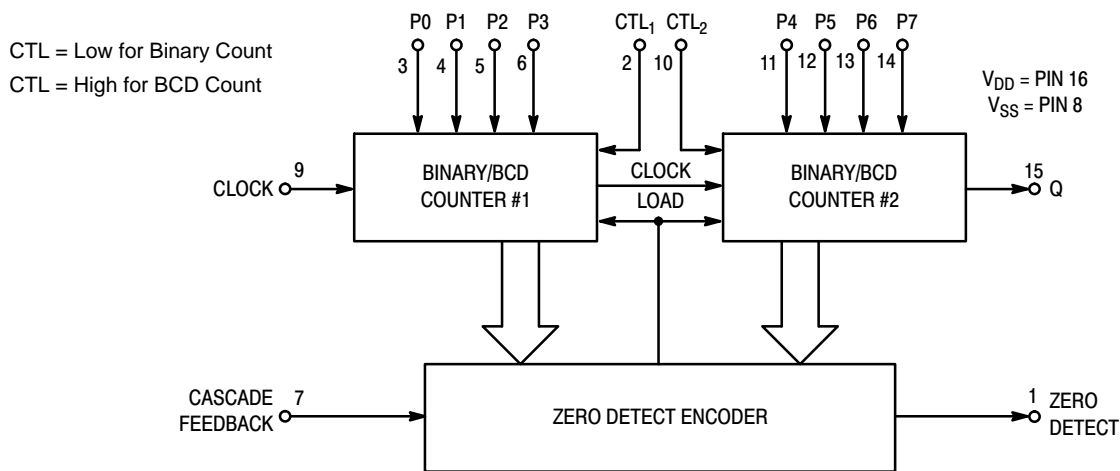 CTL = Low for Binary Count
CTL = High for BCD Count
P0 P1 P2 P3 CTL1 CTL2 P4 P5 P6 P7
3 4 5 6 2 10 11 12 13 14
VDD = PIN 16
VSS = PIN 8
CLOCK 9
BINARY/BCD
COUNTER #1
CLOCK
LOAD
BINARY/BCD
COUNTER #2
15
Q
CASCADE
FEEDBACK
7
ZERO DETECT ENCODER
1
ZERO
DETECT